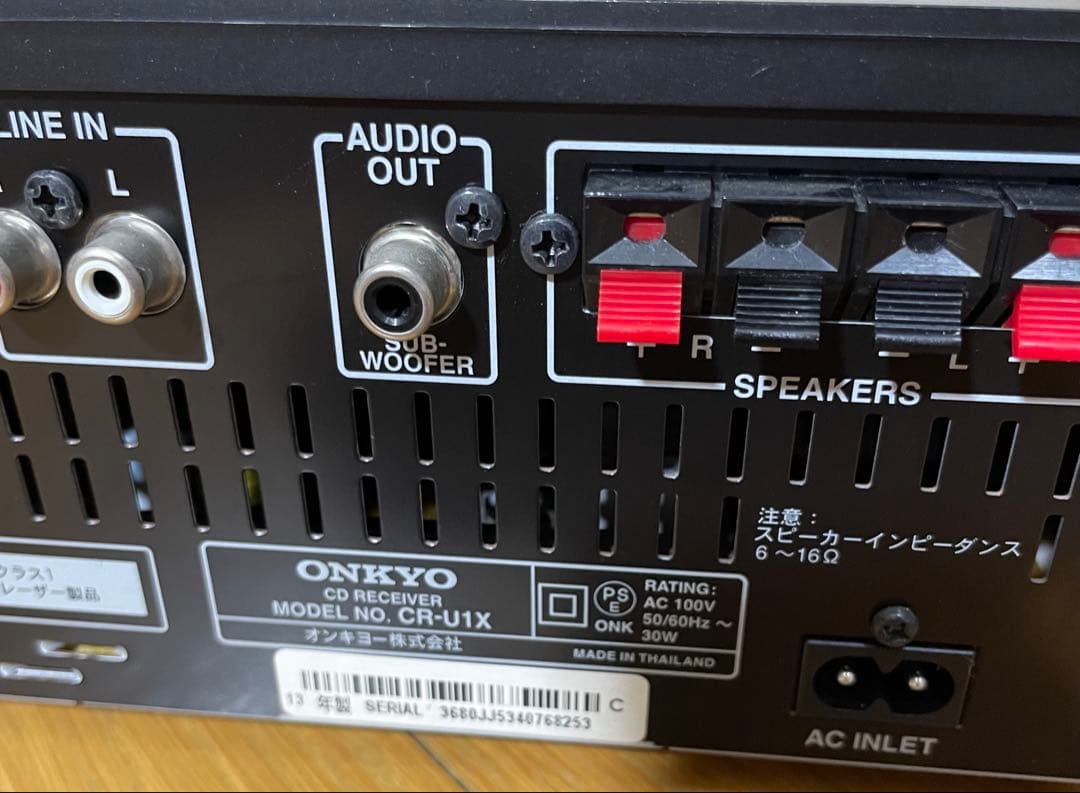 LINE IN
L
AUDIO
OUT
SUB-
WOOFER
+ R −
− L +
SPEAKERS
注意：
スピーカーインピーダンス
6～16Ω
クラス1
レーザー製品
ONKYO
CD RECEIVER
MODEL NO. CR-U1X
オンキヨー株式会社
PS
E
ONK
RATING:
AC 100V
50/60Hz ～
30W
MADE IN THAILAND
C
13 年製 SERIAL 3680JJ5340768253
AC INLET